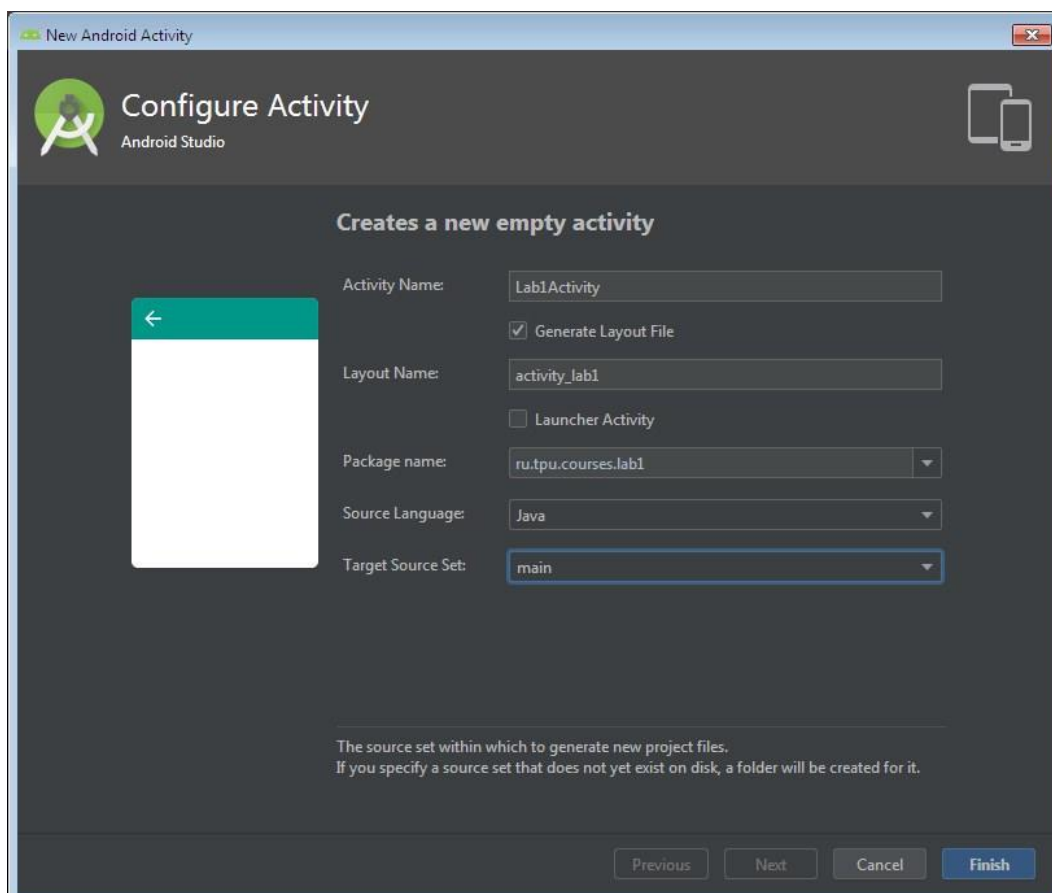 New Android Activity
Configure Activity
Android Studio
Creates a new empty activity
Activity Name:
Lab1Activity
Generate Layout File
Layout Name:
activity_lab1
Launcher Activity
Package name:
ru.tpu.courses.lab1
Source Language:
Java
Target Source Set:
main
The source set within which to generate new project files.
If you specify a source set that does not yet exist on disk, a folder will be created for it.
Previous
Next
Cancel
Finish